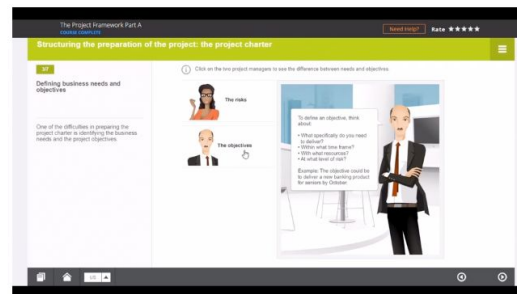 The Project Framework Part A
COURSE COMPLETE
Need Help?
Rate ★★★★★
Structuring the preparation of the project: the project charter
Defining business needs and
objectives
One of the difficulties in preparing the
project charter is identifying the business
needs and the project objectives.
Click on the two project managers to see the difference between needs and objectives.
The risks
The objectives
To define an objective, think
about:
• What specifically do you need
to deliver?
• Within what time frame?
• With what resources?
• At what level of risk?
Example: The objective could be
to deliver a new banking product
for seniors by October.